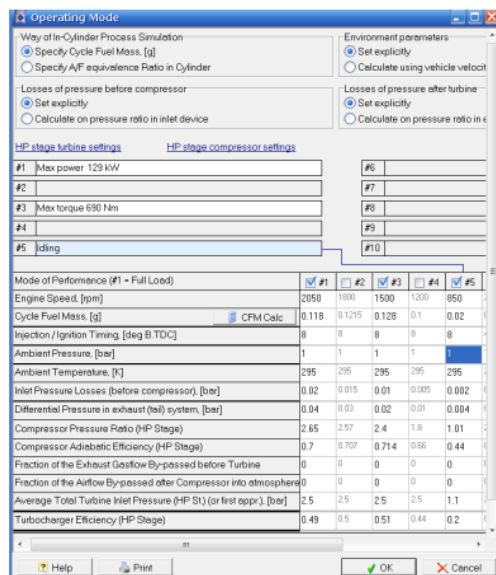 Operating Mode
Way of In-Cylinder Process Simulation
Specify Cycle Fuel Mass, [g]
Specify A/F equivalence Ratio in Cylinder
Environment parameters
Set explicitly
Calculate using vehicle velocit
Losses of pressure before compressor
Set explicitly
Calculate on pressure ratio in inlet device
Losses of pressure after turbine
Set explicitly
Calculate on pressure ratio in e
HP stage turbine settings HP stage compressor settings
#1 Max power 129 kW #6
#2 #7
#3 Max torque 690 Nm #8
#4 #9
#5 Idling #10
Mode of Performance (#1 = Full Load) #1 #2 #3 #4 #5
Engine Speed, [rpm] 2050 1800 1500 1200 850
Cycle Fuel Mass, [g] CFM Calc 0.118 0.1215 0.128 0.1 0.02
Injection / Ignition Timing, [deg B.TDC] 8 8 8 8 8
Ambient Pressure, [bar] 1 1 1 1 1
Ambient Temperature, [K] 295 295 295 295 295
Inlet Pressure Losses (before compressor), [bar] 0.02 0.015 0.01 0.005 0.002
Differential Pressure in exhaust (tail) system, [bar] 0.04 0.03 0.02 0.01 0.004
Compressor Pressure Ratio (HP Stage) 2.65 2.57 2.4 1.8 1.01
Compressor Adiabatic Efficiency (HP Stage) 0.7 0.707 0.714 0.66 0.44
Fraction of the Exhaust Gasflow By-passed before Turbine 0 0 0 0 0
Fraction of the Airflow By-passed after Compressor into atmosphere 0 0 0 0 0
Average Total Turbine Inlet Pressure (HP St.) (or first appr.), [bar] 2.5 2.5 2.5 2.5 1.1
Turbocharger Efficiency (HP Stage) 0.49 0.5 0.51 0.44 0.2
Help Print OK Cancel